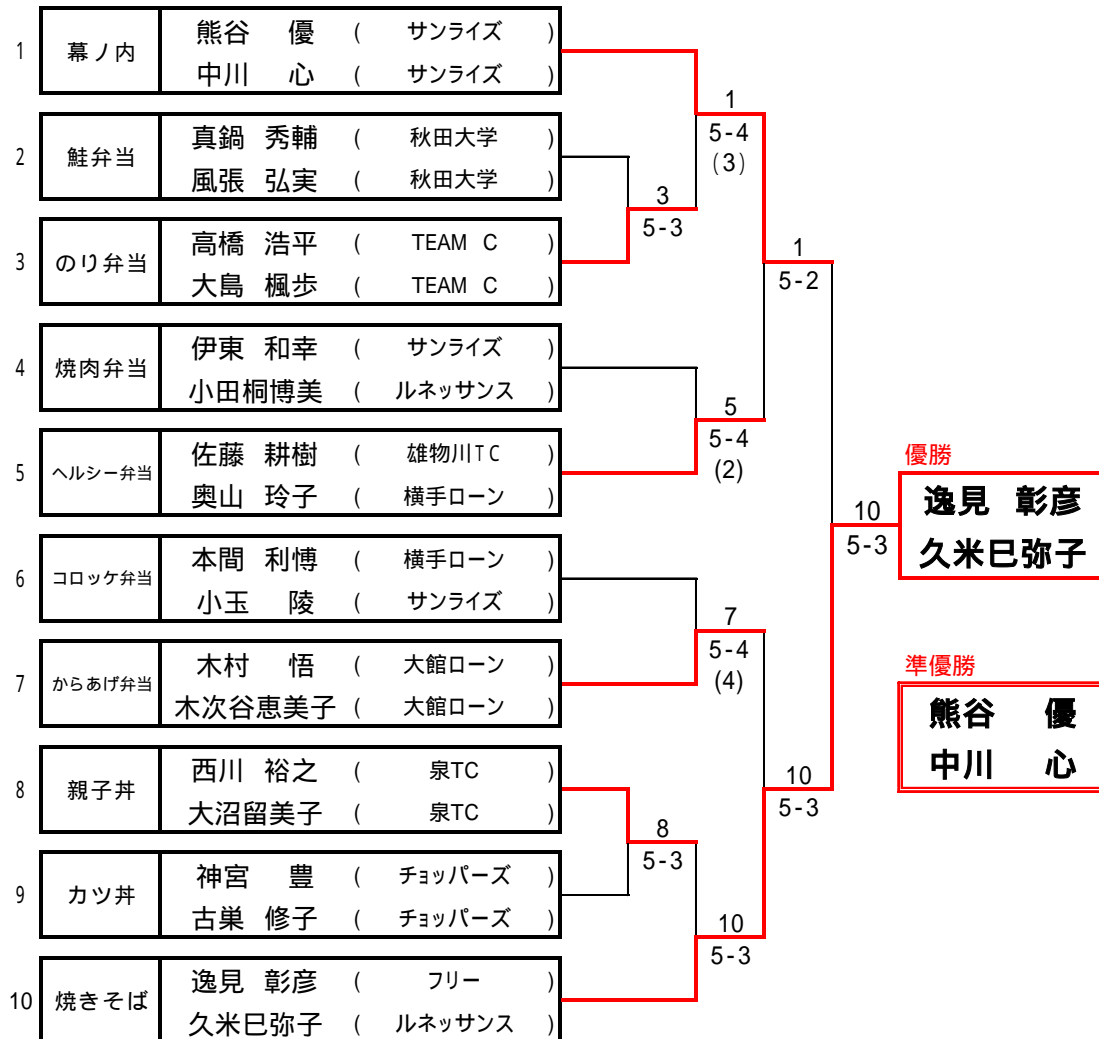 1 幕ノ内 熊谷 優 ( サンライズ )
中川 心 ( サンライズ )
2 鮭弁当 真鍋 秀輔 ( 秋田大学 )
風張 弘実 ( 秋田大学 )
3 のり弁当 高橋 浩平 ( TEAM C )
大島 楓歩 ( TEAM C )
4 焼肉弁当 伊東 和幸 ( サンライズ )
小田桐博美 ( ルネッサンス )
5 ヘルシー弁当 佐藤 耕樹 ( 雄物川TC )
奥山 玲子 ( 横手ローン )
6 コロッケ弁当 本間 利博 ( 横手ローン )
小玉 陵 ( サンライズ )
7 からあげ弁当 木村 悟 ( 大館ローン )
木次谷恵美子 ( 大館ローン )
8 親子丼 西川 裕之 ( 泉TC )
大沼留美子 ( 泉TC )
9 カツ丼 神宮 豊 ( チョッパーズ )
古巣 修子 ( チョッパーズ )
10 焼きそば 逸見 彰彦 ( フリー )
久米巳弥子 ( ルネッサンス )
3
5-3
8
5-3
1
5-4
(3)
5
5-4
(2)
7
5-4
(4)
10
5-3
1
5-2
10
5-3
10
5-3
優勝
逸見 彰彦
久米巳弥子
準優勝
熊谷 優
中川 心